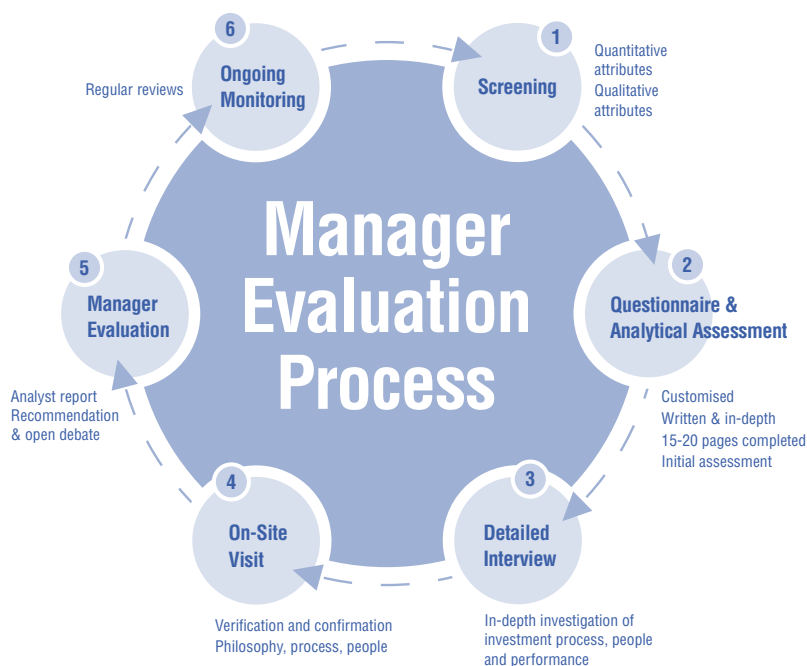 Manager
Evaluation
Process
1
Screening
Quantitative
attributes
Qualitative
attributes
2
Questionnaire &
Analytical Assessment
Customised
Written & in-depth
15-20 pages completed
Initial assessment
3
Detailed
Interview
In-depth investigation of
investment process, people
and performance
4
On-Site
Visit
Verification and confirmation
Philosophy, process, people
5
Manager
Evaluation
Analyst report
Recommendation
& open debate
6
Ongoing
Monitoring
Regular reviews